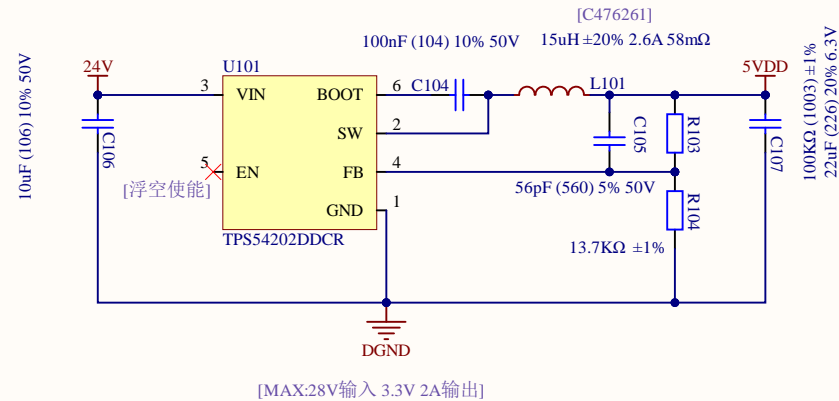 [C476261]
100nF (104) 10% 50V
15uH ±20% 2.6A 58mΩ
24V
U101
5VDD
3
VIN
BOOT
6
C104
L101
10uF (106) 10% 50V
C106
SW
2
C105
R103
C107
100KΩ (1003) ±1%
22uF (226) 20% 6.3V
5
EN
FB
4
[浮空使能]
56pF (560) 5% 50V
GND
1
R104
TPS54202DDCR
13.7KΩ ±1%
DGND
[MAX:28V输入 3.3V 2A输出]